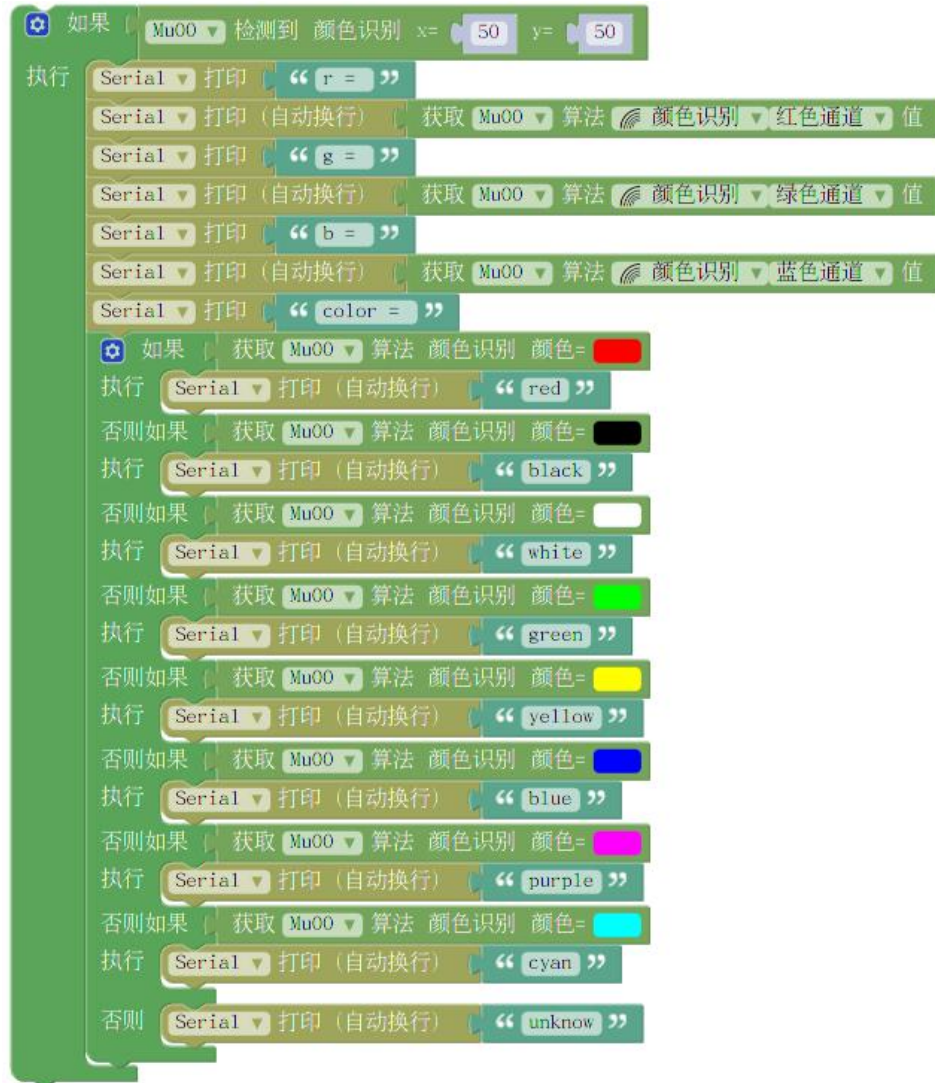 如果 Mu00 检测到 颜色识别 x= 50 y= 50
执行 Serial 打印 “ r = ”
Serial 打印（自动换行） 获取 Mu00 算法 颜色识别 红色通道 值
Serial 打印 “ g = ”
Serial 打印（自动换行） 获取 Mu00 算法 颜色识别 绿色通道 值
Serial 打印 “ b = ”
Serial 打印（自动换行） 获取 Mu00 算法 颜色识别 蓝色通道 值
Serial 打印 “ color = ”
如果 获取 Mu00 算法 颜色识别 颜色=
执行 Serial 打印（自动换行） “ red ”
否则如果 获取 Mu00 算法 颜色识别 颜色=
执行 Serial 打印（自动换行） “ black ”
否则如果 获取 Mu00 算法 颜色识别 颜色=
执行 Serial 打印（自动换行） “ white ”
否则如果 获取 Mu00 算法 颜色识别 颜色=
执行 Serial 打印（自动换行） “ green ”
否则如果 获取 Mu00 算法 颜色识别 颜色=
执行 Serial 打印（自动换行） “ yellow ”
否则如果 获取 Mu00 算法 颜色识别 颜色=
执行 Serial 打印（自动换行） “ blue ”
否则如果 获取 Mu00 算法 颜色识别 颜色=
执行 Serial 打印（自动换行） “ purple ”
否则如果 获取 Mu00 算法 颜色识别 颜色=
执行 Serial 打印（自动换行） “ cyan ”
否则 Serial 打印（自动换行） “ unknow ”